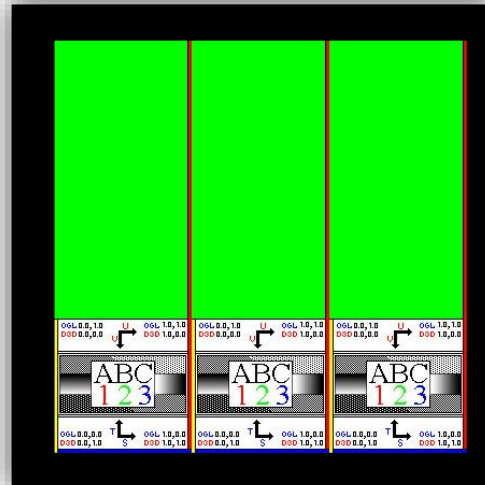 OGL 0.0,1.0 U OGL 1.0,1.0 OGL 0.0,1.0 U OGL 1.0,1.0 OGL 0.0,1.0 U OGL 1.0,1.0
D3D 0.0,0.0 V D3D 1.0,0.0 D3D 0.0,0.0 V D3D 1.0,0.0 D3D 0.0,0.0 V D3D 1.0,0.0
ABC ABC ABC
1 2 3 1 2 3 1 2 3
OGL 0.0,0.0 T OGL 1.0,0.0 OGL 0.0,0.0 T OGL 1.0,0.0 OGL 0.0,0.0 T OGL 1.0,0.0
D3D 0.0,1.0 S D3D 1.0,1.0 D3D 0.0,1.0 S D3D 1.0,1.0 D3D 0.0,1.0 S D3D 1.0,1.0